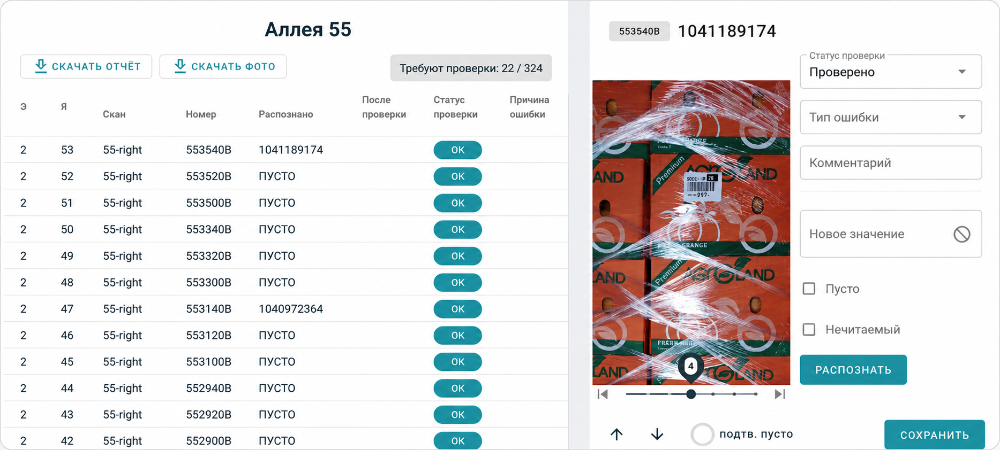 Аллея 55
СКАЧАТЬ ОТЧЁТ
СКАЧАТЬ ФОТО
Требуют проверки: 22 / 324
Э Я Скан Номер Распознано После проверки Статус проверки Причина ошибки
2 53 55-right 553540B 1041189174 OK
2 52 55-right 553520B ПУСТО OK
2 51 55-right 553500B ПУСТО OK
2 50 55-right 553340B ПУСТО OK
2 49 55-right 553320B ПУСТО OK
2 48 55-right 553300B ПУСТО OK
2 47 55-right 553140B 1040972364 OK
2 46 55-right 553120B ПУСТО OK
2 45 55-right 553100B ПУСТО OK
2 44 55-right 552940B ПУСТО OK
2 43 55-right 552920B ПУСТО OK
2 42 55-right 552900B ПУСТО OK
553540B 1041189174
Premium
LAND
Premium
LAND
4
Статус проверки
Проверено
Тип ошибки
Комментарий
Новое значение
Пусто
Нечитаемый
РАСПОЗНАТЬ
подтв. пусто
СОХРАНИТЬ